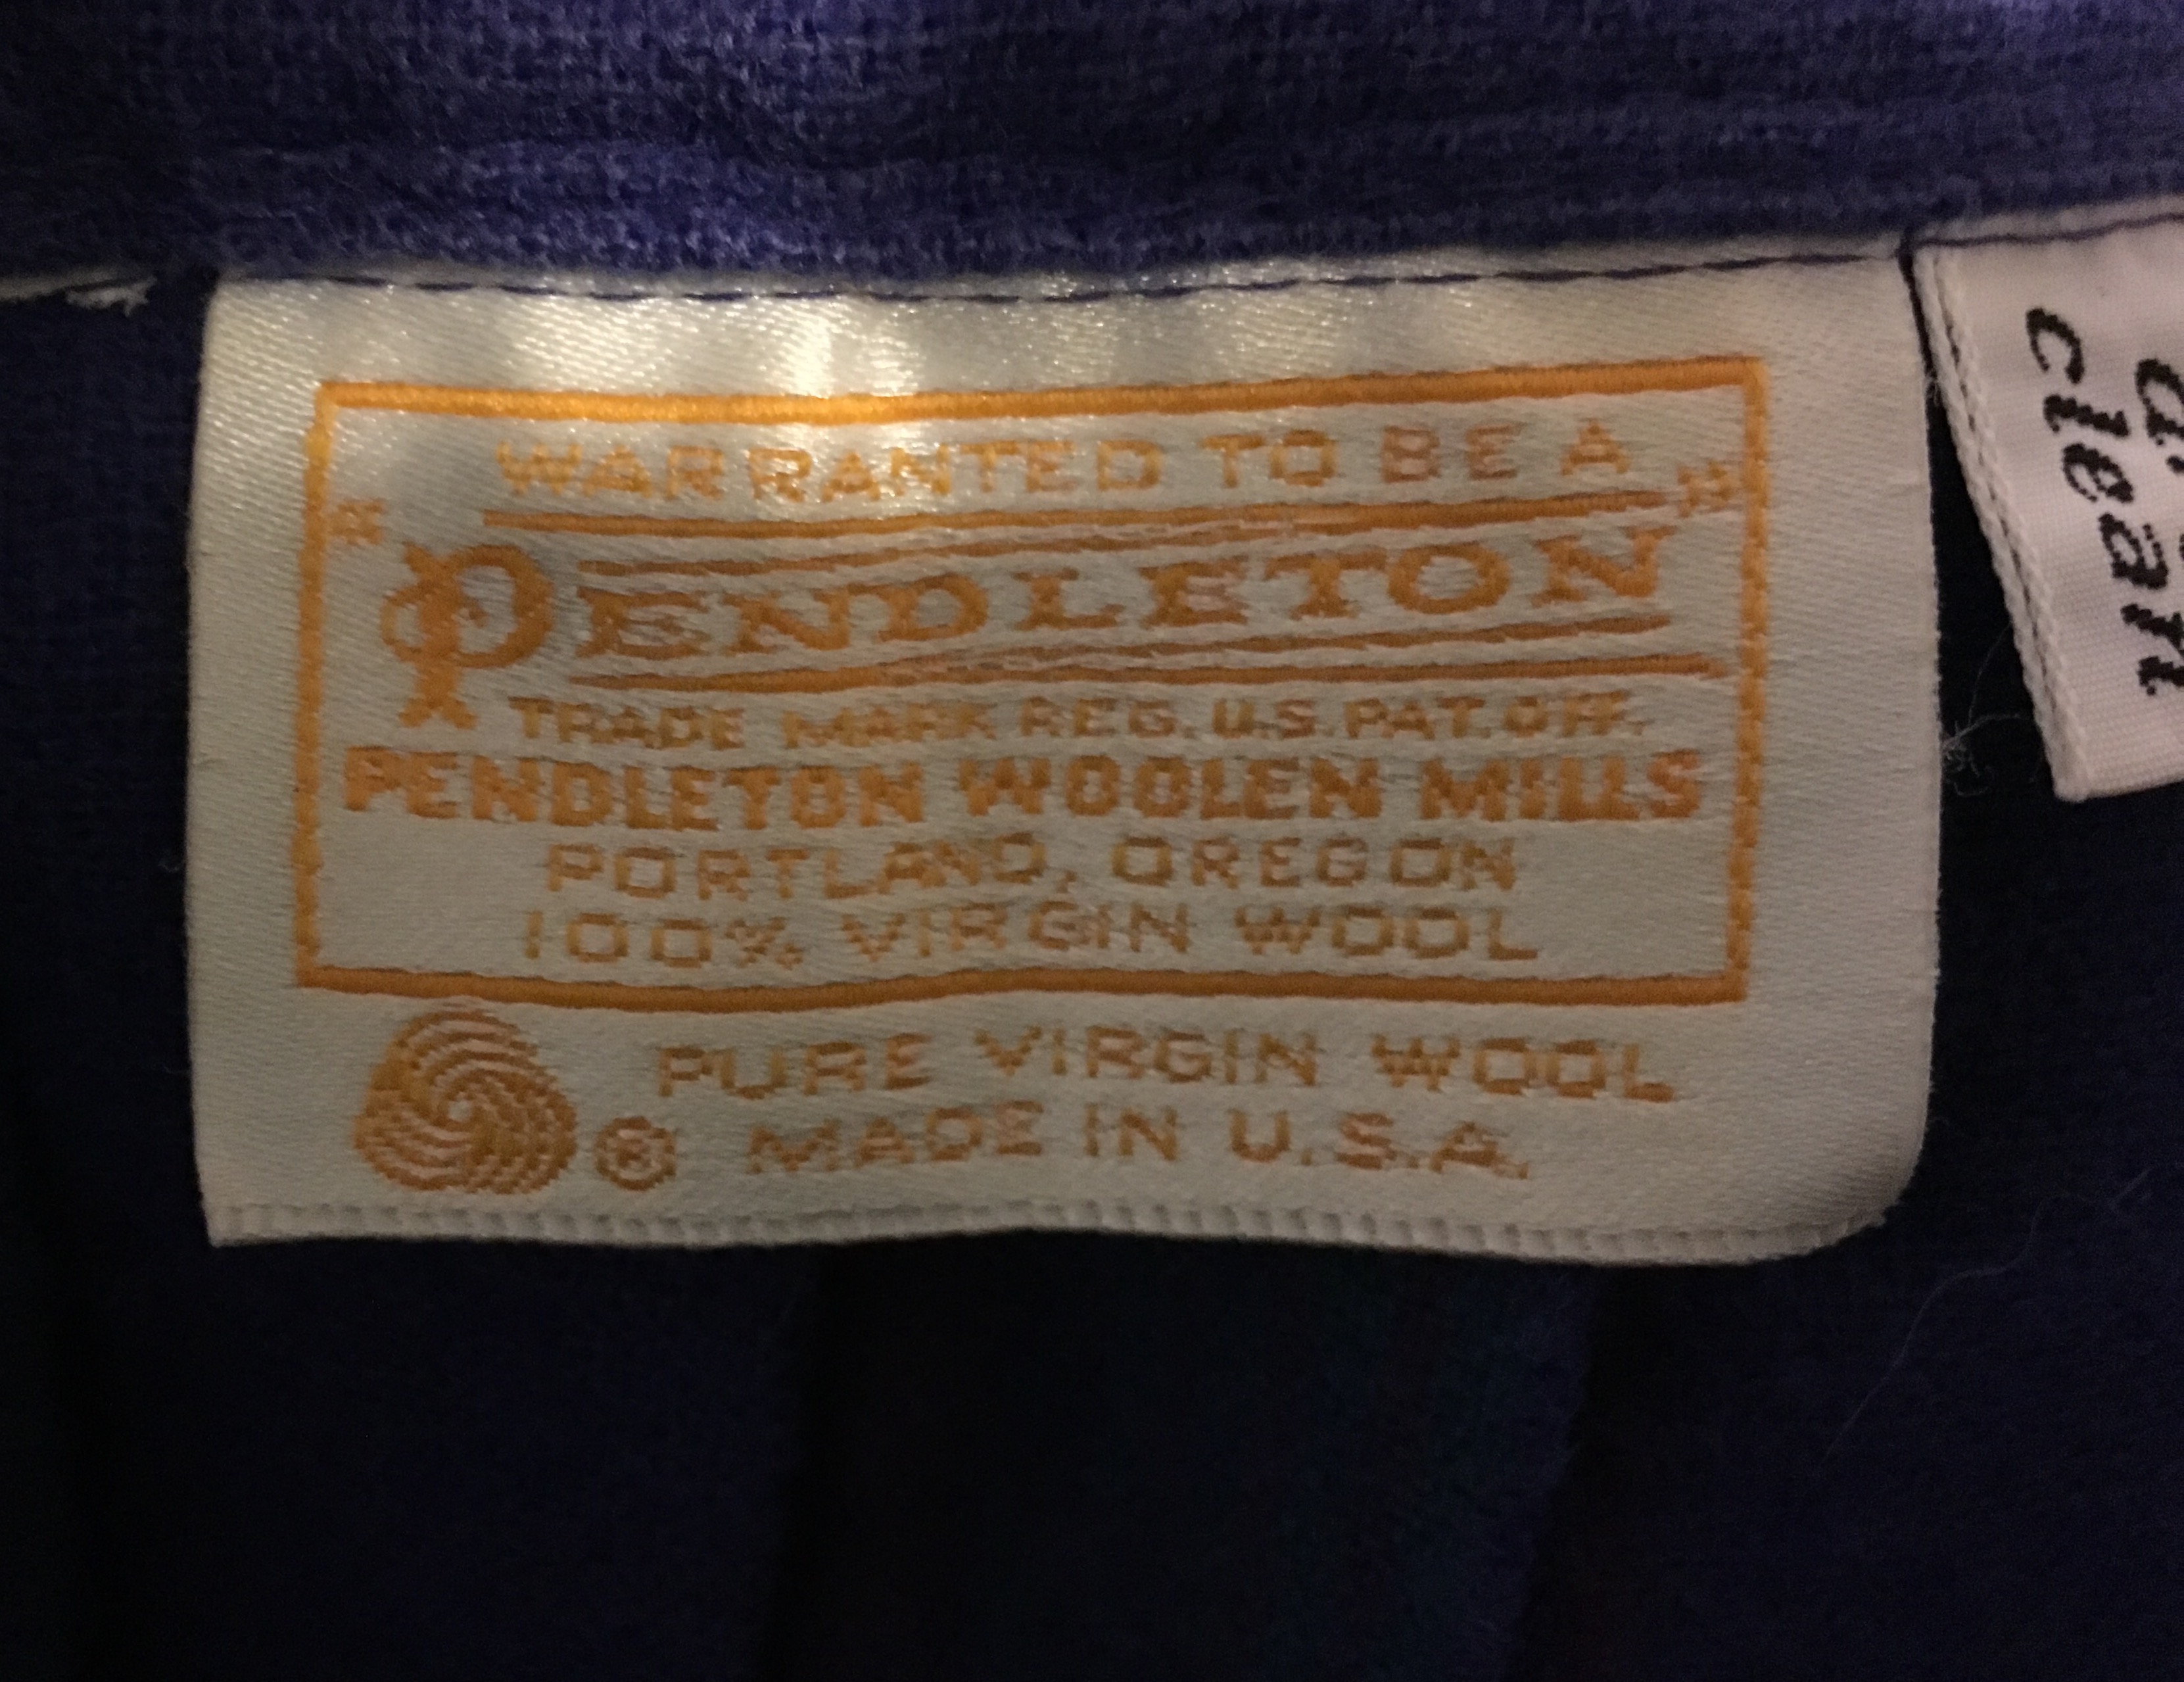 WARRANTED TO BE A
"PENDLETON"
TRADE MARK REG. U.S. PAT. OFF.
PENDLETON WOOLEN MILLS
PORTLAND, OREGON
100% VIRGIN WOOL
PURE VIRGIN WOOL
® MADE IN U.S.A.
clean